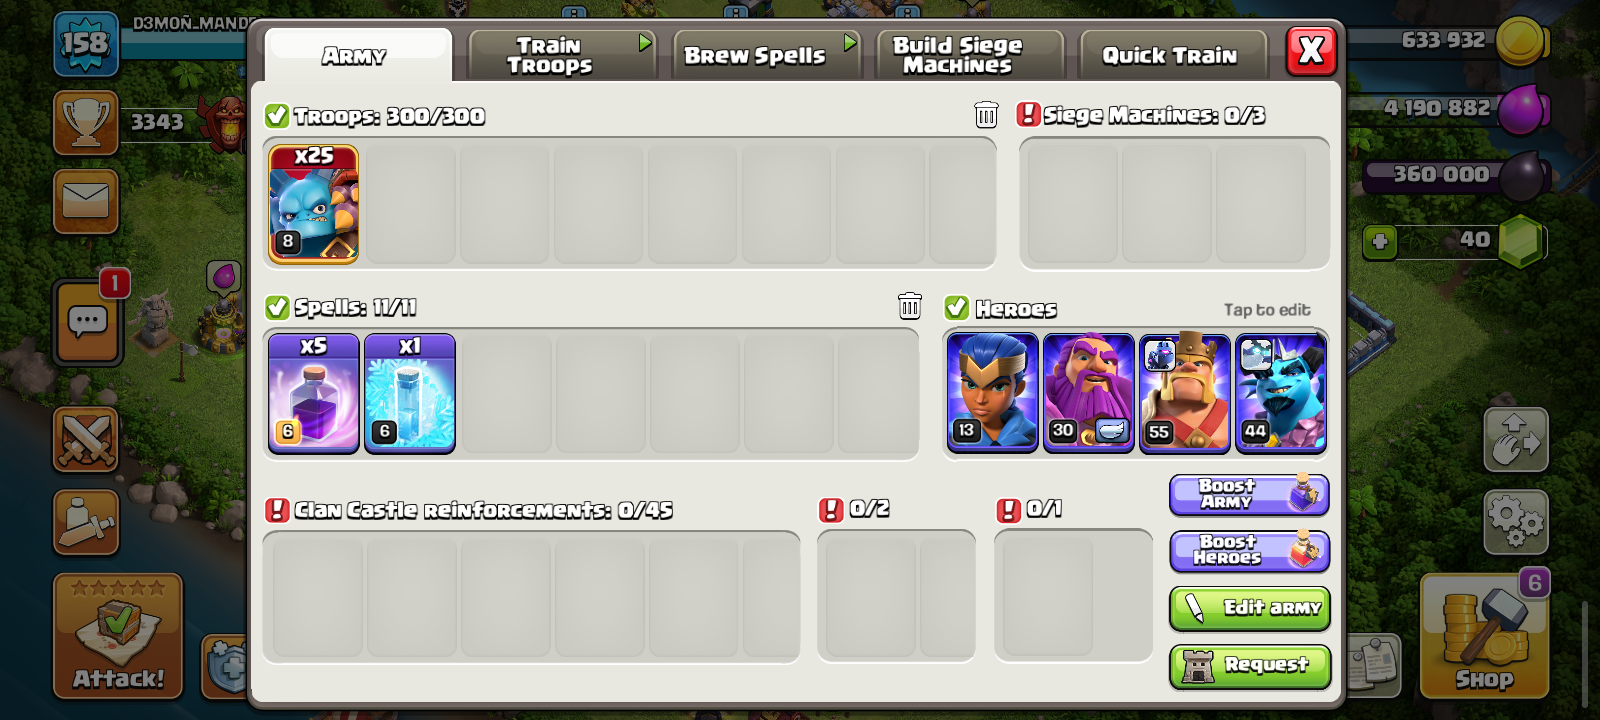 158
D3MOÑ_MANDE
3343
1
Attack!
Army
Train
Troops
Brew Spells
Build Siege
Machines
Quick Train
X
Troops: 300/300
Siege Machines: 0/3
x25
8
Spells: 11/11
Heroes
Tap to edit
x5
6
x1
6
13
30
55
44
Clan Castle reinforcements: 0/45
0/2
0/1
Boost
Army
Boost
Heroes
Edit army
Request
633 932
4 190 882
360 000
40
6
Shop